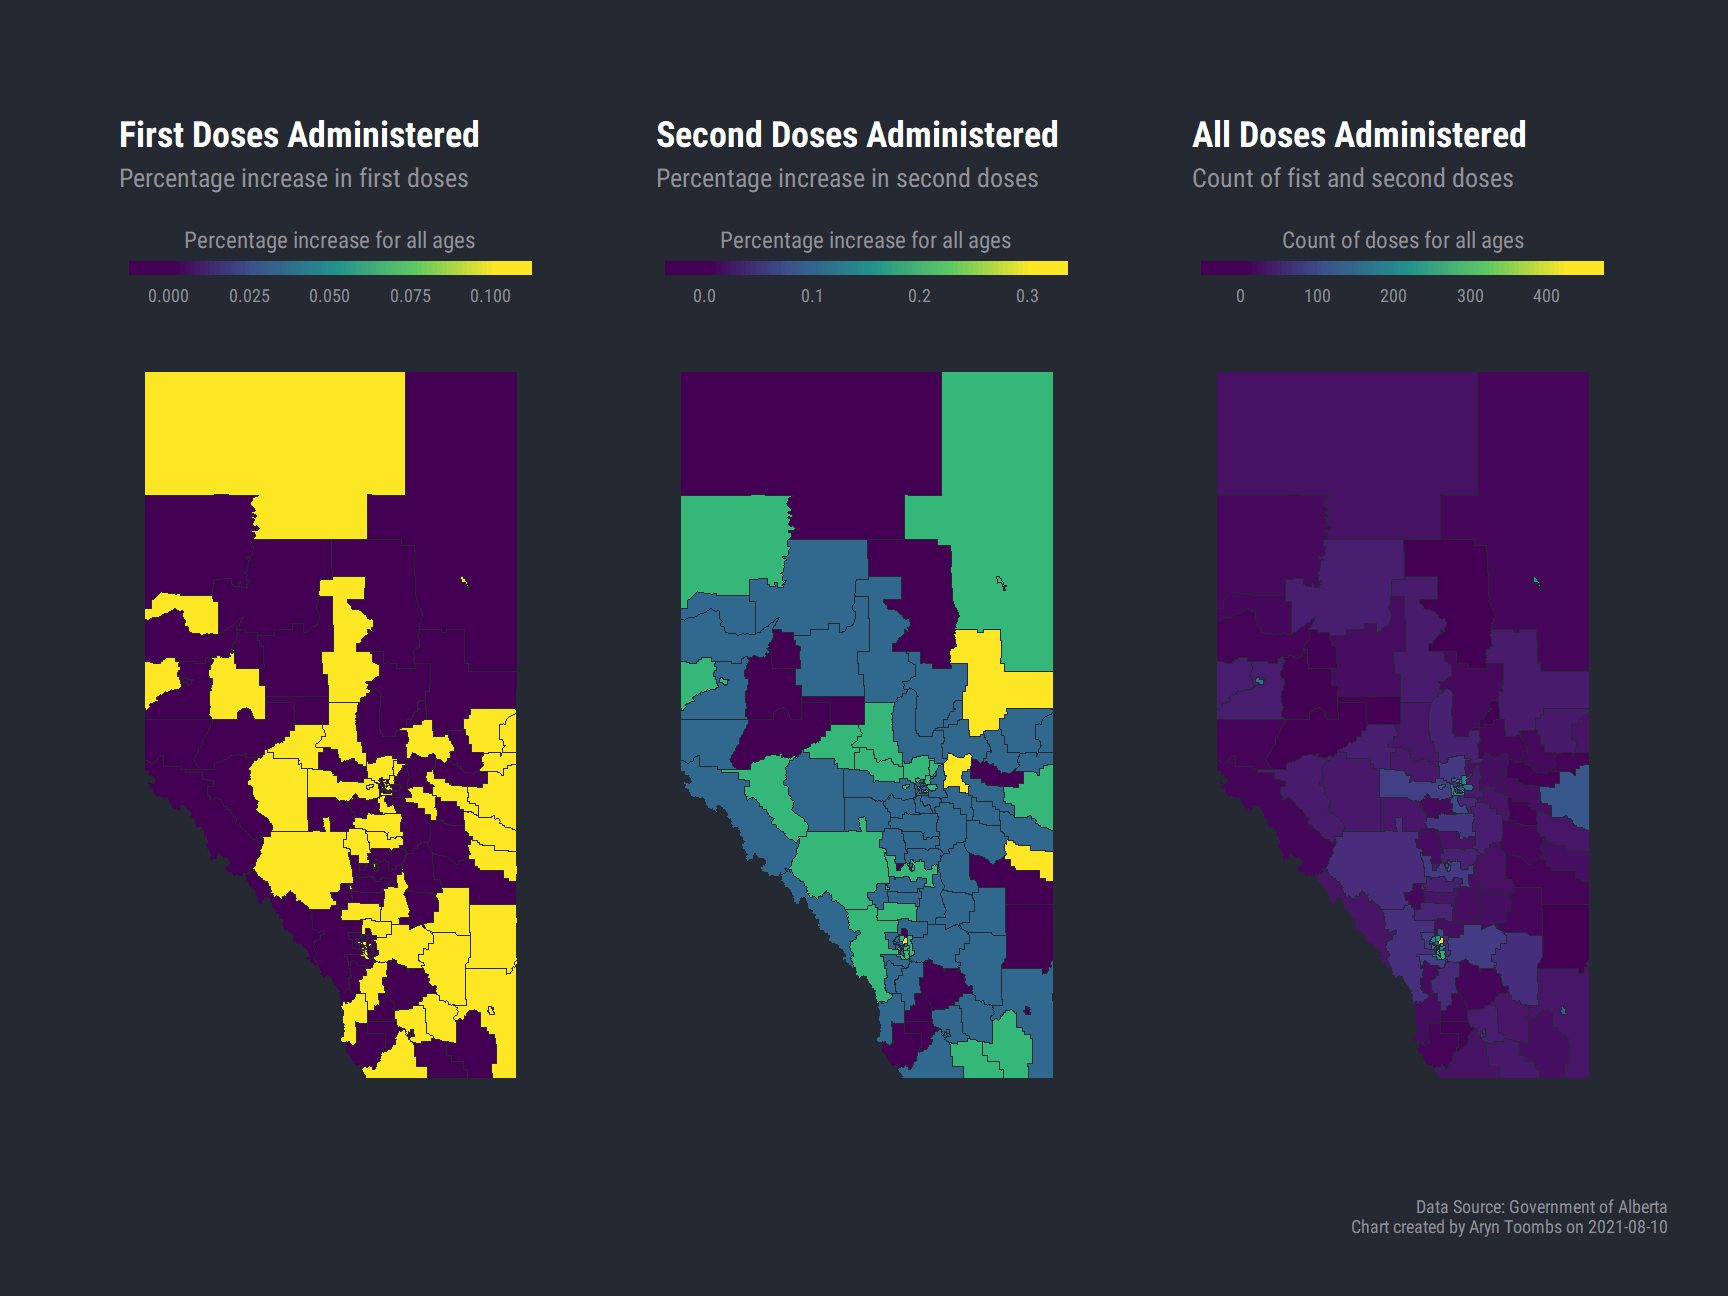 First Doses Administered
Percentage increase in first doses
Percentage increase for all ages
0.000 0.025 0.050 0.075 0.100
Second Doses Administered
Percentage increase in second doses
Percentage increase for all ages
0.0 0.1 0.2 0.3
All Doses Administered
Count of fist and second doses
Count of doses for all ages
0 100 200 300 400
Data Source: Government of Alberta
Chart created by Aryn Toombs on 2021-08-10